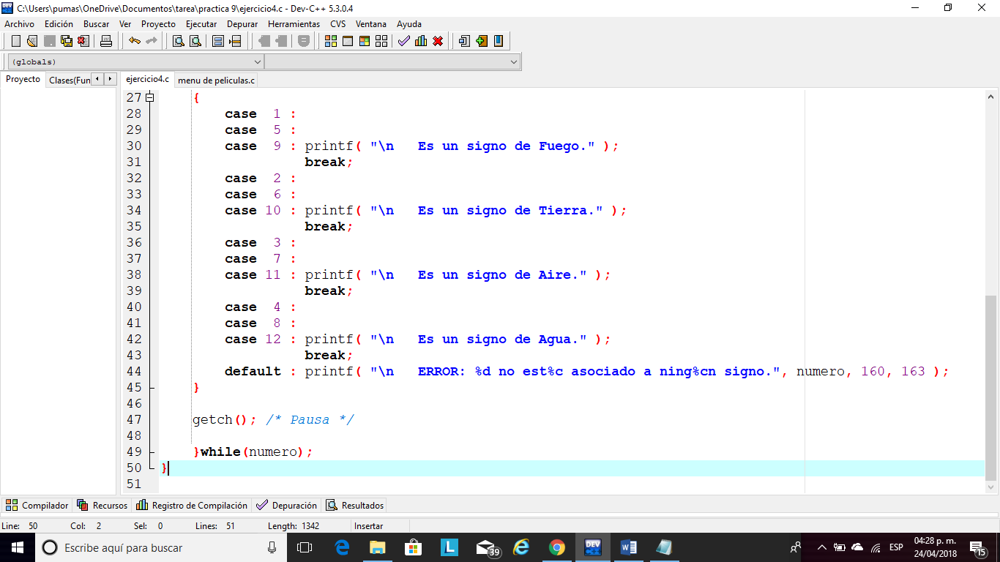 C:\Users\pumas\OneDrive\Documentos\tarea\practica 9\ejercicio4.c - Dev-C++ 5.3.0.4
Archivo Edición Buscar Ver Proyecto Ejecutar Depurar Herramientas CVS Ventana Ayuda
(globals)
Proyecto Clases(Fun ejercicio4.c menu de peliculas.c
27 {
28 case 1 :
29 case 5 :
30 case 9 : printf( "\n   Es un signo de Fuego." );
31 break;
32 case 2 :
33 case 6 :
34 case 10 : printf( "\n   Es un signo de Tierra." );
35 break;
36 case 3 :
37 case 7 :
38 case 11 : printf( "\n   Es un signo de Aire." );
39 break;
40 case 4 :
41 case 8 :
42 case 12 : printf( "\n   Es un signo de Agua." );
43 break;
44 default : printf( "\n   ERROR: %d no est%c asociado a ning%cn signo.", numero, 160, 163 );
45 }
46
47 getch(); /* Pausa */
48
49 }while(numero);
50 }
51
Compilador Recursos Registro de Compilación Depuración Resultados
Line: 50 Col: 2 Sel: 0 Lines: 51 Length: 1342 Insertar
Escribe aquí para buscar
L
39
DEV
ESP
04:28 p. m.
24/04/2018
15